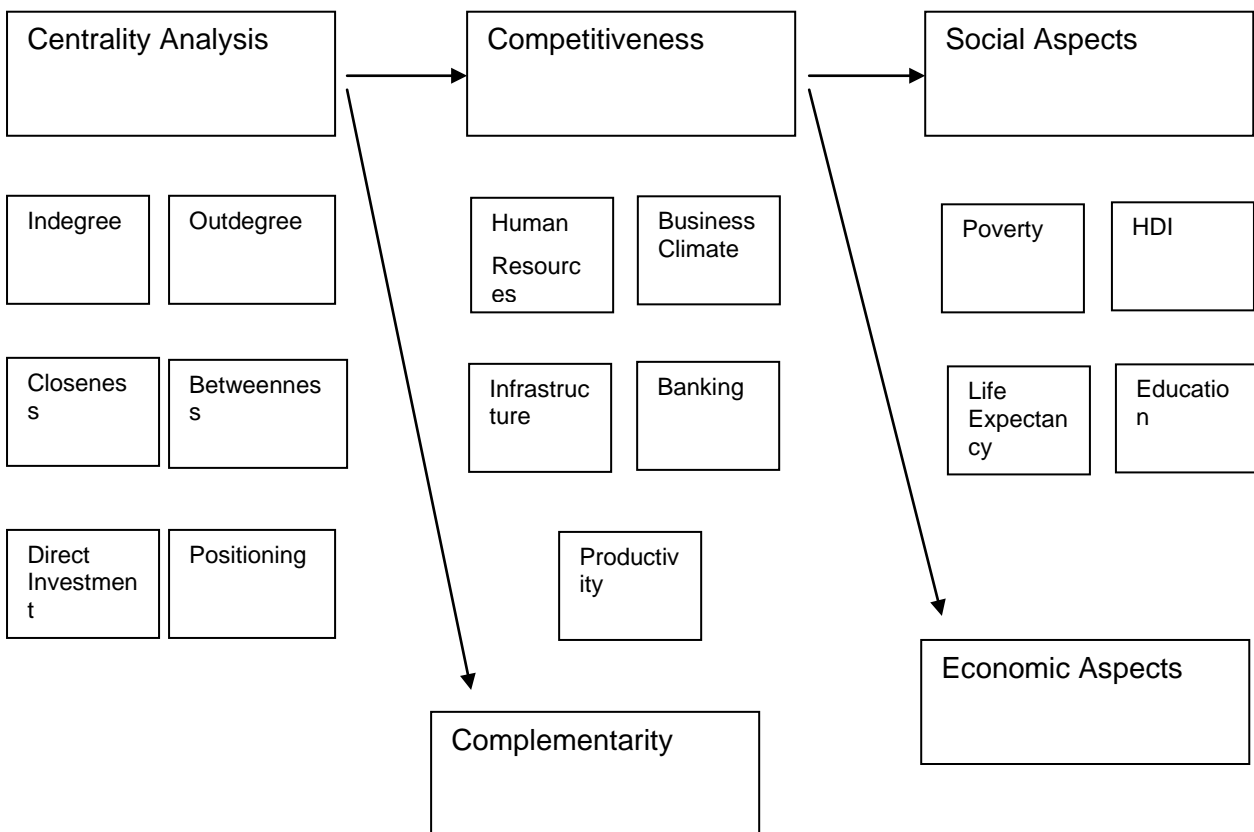 Centrality Analysis
Competitiveness
Social Aspects
Indegree
Outdegree
Human
Resourc
es
Business
Climate
Poverty
HDI
Closenes
s
Betweennes
s
Infrastruc
ture
Banking
Life
Expectan
cy
Educatio
n
Direct
Investmen
t
Positioning
Productiv
ity
Economic Aspects
Complementarity